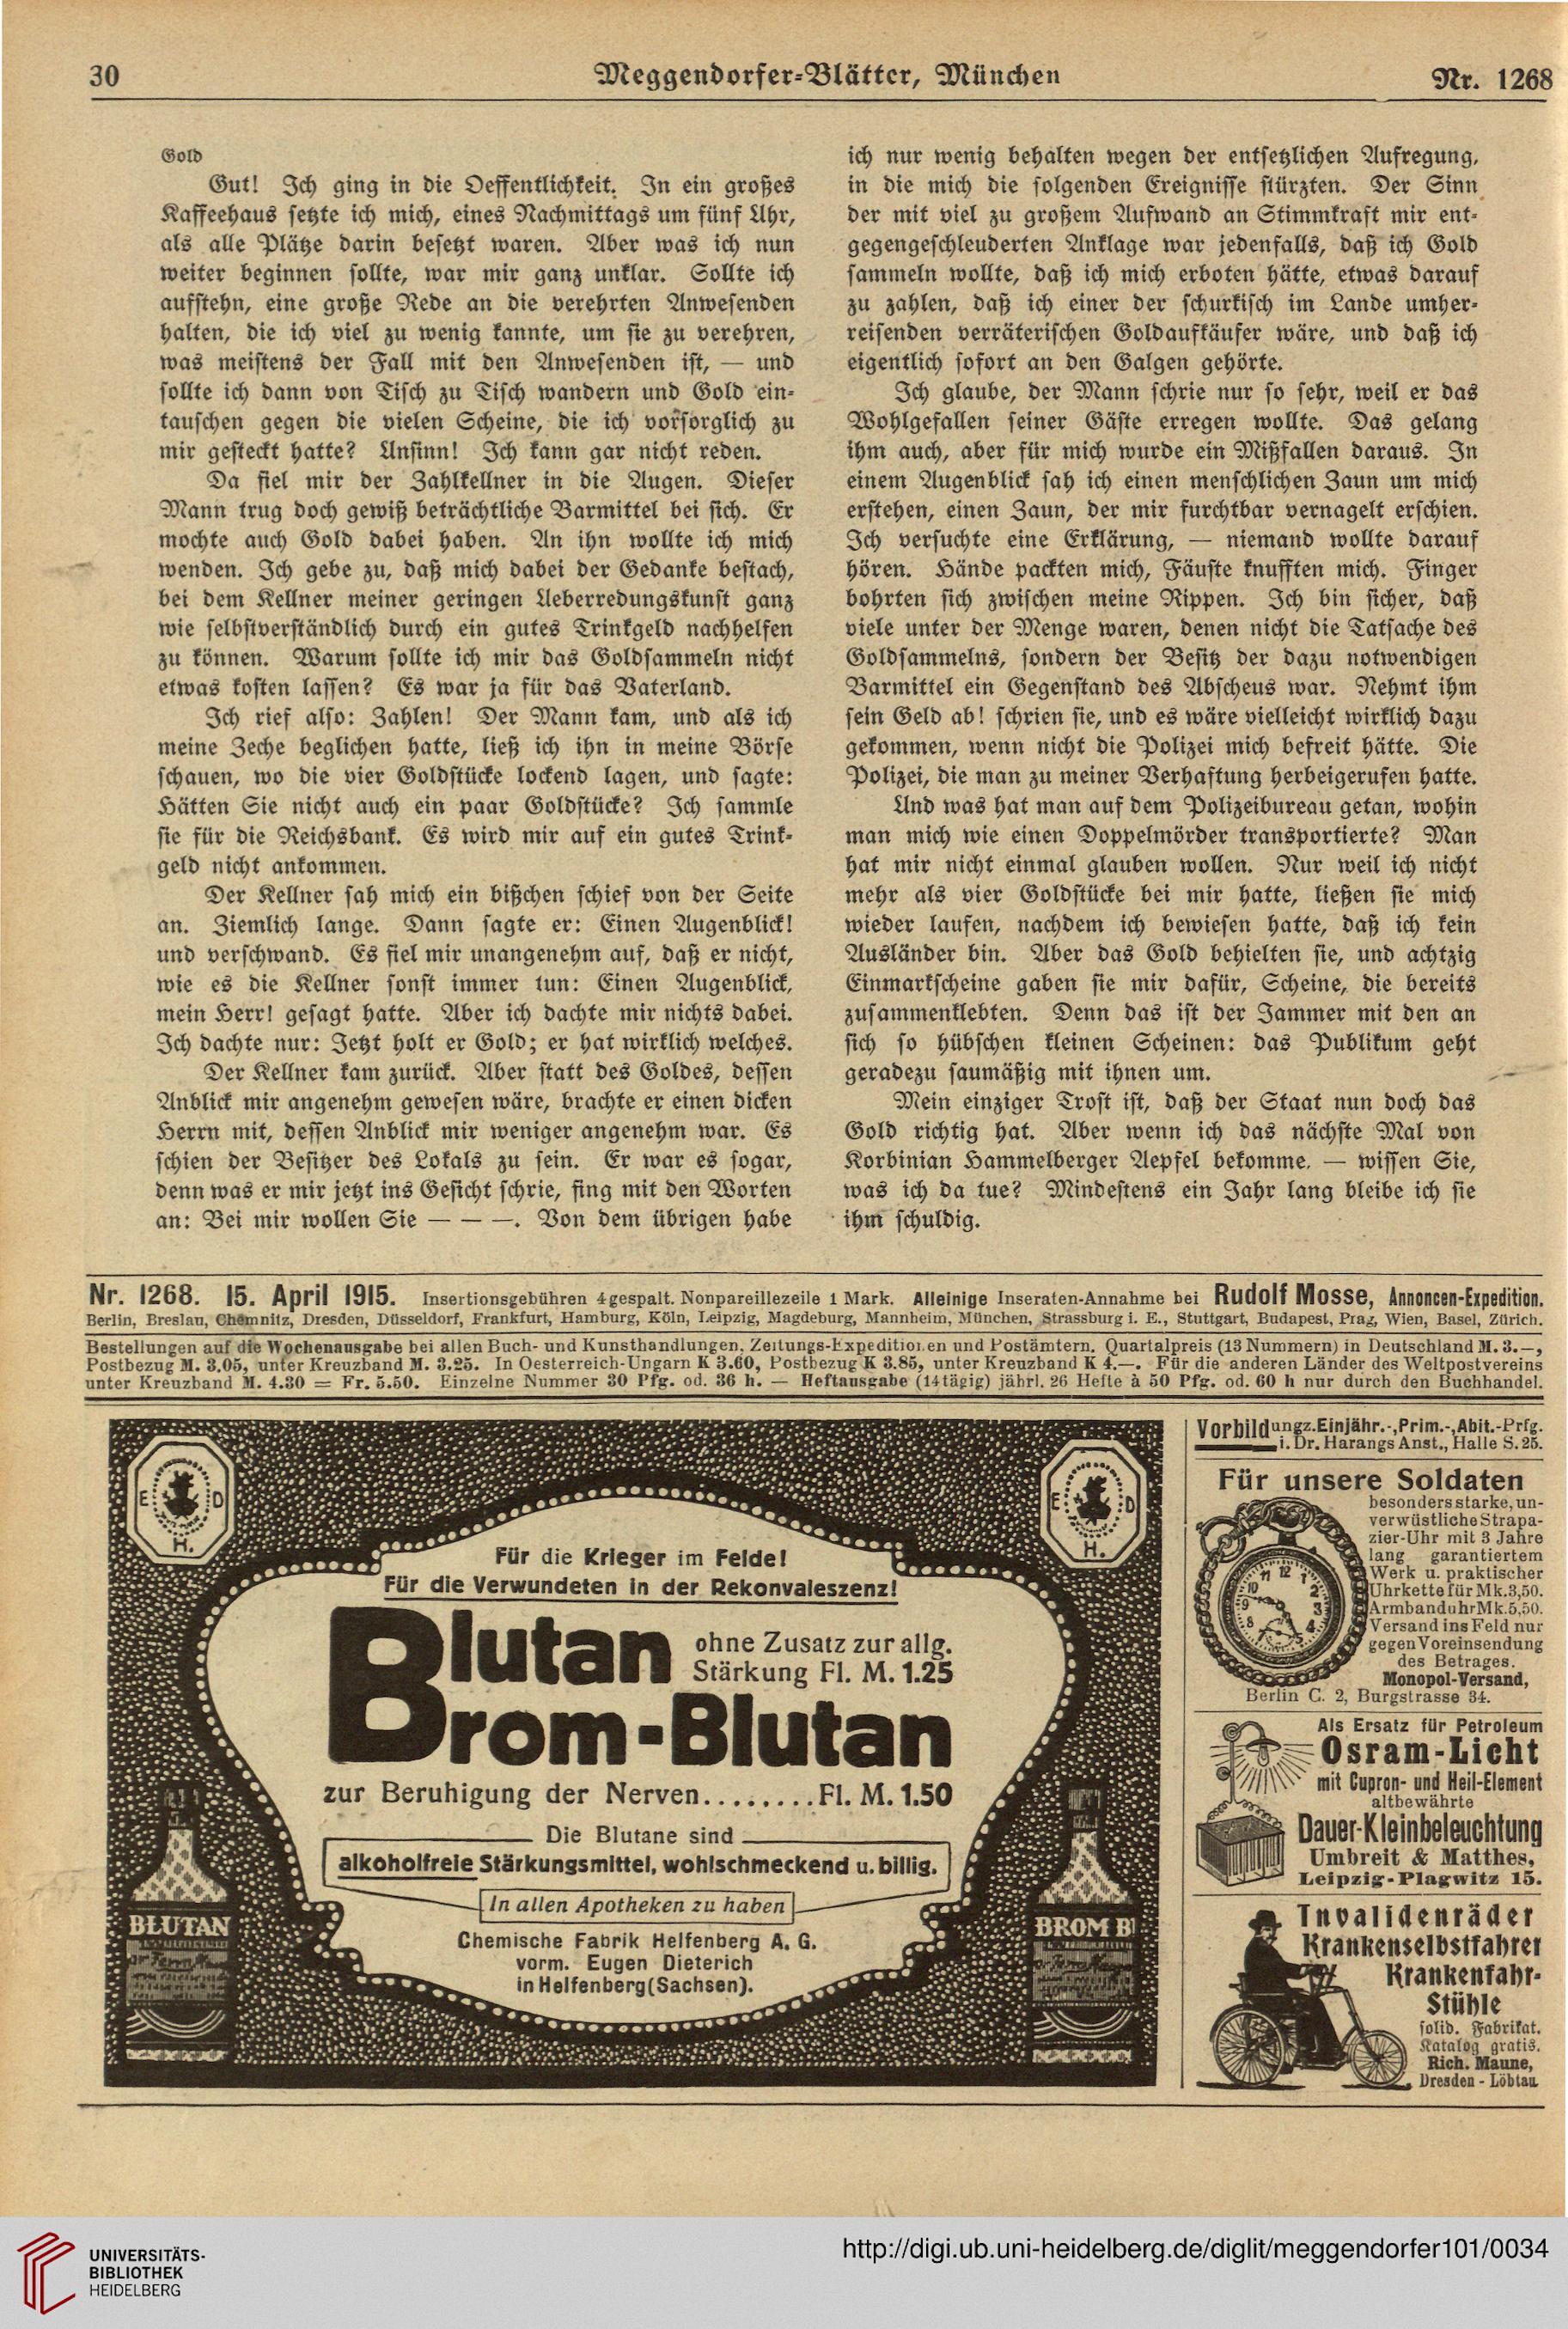 30
Meggendorfer-Blätter, München
Nr. 1268
Gold
Gut! Ich ging in die Oeffentlichkeit. In ein großes
Kaffeehaus setzte ich mich, eines Nachmittags um fünf Uhr,
als alle Plätze darin besetzt waren. Aber was ich nun
weiter beginnen sollte, war mir ganz unklar. Sollte ich
aufstehn, eine große Rede an die verehrten Anwesenden
halten, die ich viel zu wenig kannte, um sie zu verehren,
was meistens der Fall mit den Anwesenden ist, — und
sollte ich dann von Tisch zu Tisch wandern und Gold ein-
tauschen gegen die vielen Scheine, die ich vorsorglich zu
mir gesteckt hatte? Unsinn! Ich kann gar nicht reden.
Da fiel mir der Zahlkellner in die Augen. Dieser
Mann trug doch gewiß beträchtliche Barmittel bei sich. Er
mochte auch Gold dabei haben. An ihn wollte ich mich
wenden. Ich gebe zu, daß mich dabei der Gedanke bestach,
bei dem Kellner meiner geringen Ueberredungskunst ganz
wie selbstverständlich durch ein gutes Trinkgeld nachhelfen
zu können. Warum sollte ich mir das Goldsammeln nicht
etwas kosten lassen? Es war ja für das Vaterland.
Ich rief also: Zahlen! Der Mann kam, und als ich
meine Zeche beglichen hatte, ließ ich ihn in meine Börse
schauen, wo die vier Goldstücke lockend lagen, und sagte:
Hätten Sie nicht auch ein paar Goldstücke? Ich sammle
sie für die Reichsbank. Es wird mir auf ein gutes Trink-
geld nicht ankommen.
Der Kellner sah mich ein bißchen schief von der Seite
an. Ziemlich lange. Dann sagte er: Einen Augenblick!
und verschwand. Es fiel mir unangenehm auf, daß er nicht,
wie es die Kellner sonst immer tun: Einen Augenblick,
mein Herr! gesagt hatte. Aber ich dachte mir nichts dabei.
Ich dachte nur: Jetzt holt er Gold; er hat wirklich welches.
Der Kellner kam zurück. Aber statt des Goldes, dessen
Anblick mir angenehm gewesen wäre, brachte er einen dicken
Herrn mit, dessen Anblick mir weniger angenehm war. Es
schien der Besitzer des Lokals zu sein. Er war es sogar,
denn was er mir jetzt ins Gesicht schrie, fing mit den Worten
an: Bei mir wollen Sie — — —. Von dem übrigen habe
ich nur wenig behalten wegen der entsetzlichen Aufregung,
in die mich die folgenden Ereignisse stürzten. Der Sinn
der mit viel zu großem Aufwand an Stimmkraft mir ent-
gegengeschleuderten Anklage war jedenfalls, daß ich Gold
sammeln wollte, daß ich mich erboten hätte, etwas darauf
zu zahlen, daß ich einer der schurkisch im Lande umher-
reisenden verräterischen Goldaufkäufer wäre, und daß ich
eigentlich sofort an den Galgen gehörte.
Ich glaube, der Mann schrie nur so sehr, weil er das
Wohlgefallen seiner Gäste erregen wollte. Das gelang
ihm auch, aber für mich wurde ein Mißfallen daraus. In
einem Augenblick sah ich einen menschlichen Zaun um mich
erstehen, einen Zaun, der mir furchtbar vernagelt erschien.
Ich versuchte eine Erklärung, — niemand wollte darauf
hören. Hände packten mich, Fäuste knufften mich. Finger
bohrten sich zwischen meine Rippen. Ich bin sicher, daß
viele unter der Menge waren, denen nicht die Tatsache des
Goldsammelns, sondern der Besitz der dazu notwendigen
Barmittel ein Gegenstand des Abscheus war. Nehmt ihm
sein Geld ab! schrien sie, und es wäre vielleicht wirklich dazu
gekommen, wenn nicht die Polizei mich befreit hätte. Die
Polizei, die man zu meiner Verhaftung herbeigerufen hatte.
Und was hat man auf dem Polizeibureau getan, wohin
man mich wie einen Doppelmörder transportierte? Man
hat mir nicht einmal glauben wollen. Nur weil ich nicht
mehr als vier Goldstücke bei mir hatte, ließen sie mich
wieder laufen, nachdem ich bewiesen hatte, daß ich kein
Ausländer bin. Aber das Gold behielten sie, und achtzig
Einmarkscheine gaben sie mir dafür, Scheine, die bereits
zusammenklebten. Denn das ist der Jammer mit den an
sich so hübschen kleinen Scheinen: das Publikum geht
geradezu saumäßig mit ihnen um.
Mein einziger Trost ist, daß der Staat nun doch das
Gold richtig hat. Aber wenn ich das nächste Mal von
Korbinian Hammelberger Aepfel bekomme, — wissen Sie,
was ich da tue? Mindestens ein Jahr lang bleibe ich sie
ihm schuldig.
Nr. 1268. 15. April 1915. Insertionsgebühren 4gespalt. Nonpareillezeile 1 Mark. Alleinige Inseraten-Annahme bei Rudolf Mosse, Annoncen-Expedition.
Berlin, Breslau, Chemnitz, Dresden, Düsseldorf, Frankfurt, Hamburg, Köln, Leipzig, Magdeburg, Mannheim, München, Strassburg i. E., Stuttgart, Budapest, Prag, Wien, Basel, Zürich.
Bestellungen auf die Wochenausgabe bei allen Buch- und Kunsthandlungen, Zeitungs-Expeditionen und Postämtern. Quartalpreis (13 Nummern) in Deutschland M. 3.—,
Postbezug M. 3.05, unter Kreuzband M. 3.25. In Oesterreich-Ungarn K 3.60, Postbezug K 3.85, unter Kreuzband K 4.—. Für die anderen Länder des Weltpostvereins
unter Kreuzband M. 4.30 = Fr. 5.50. Einzelne Nummer 30 Pfg. od. 36 h. — Heftausgabe (14tägig) jährl. 26 Hefte à 50 Pfg. od. 60 h nur durch den Buchhandel.
E D
H.
E D
H.
Für die Krieger im Felde!
Für die Verwundeten in der Rekonvaleszenz!
Blutan ohne Zusatz zur allg.
Stärkung Fl. M. 1.25
Brom-Blutan
zur Beruhigung der Nerven........Fl. M. 1.50
Die Blutane sind
alkoholfreie Stärkungsmittel, wohlschmeckend u. billig.
In allen Apotheken zu haben
Chemische Fabrik Helfenberg A. G.
vorm. Eugen Dieterich
in Helfenberg (Sachsen).
BLUTAN
BROM B
Vorbildung z. Einjähr.-, Prim.-, Abit.-Prfg.
i. Dr. Harangs Anst., Halle S. 25.
Für unsere Soldaten
besonders starke, un-
verwüstliche Strapa-
zier-Uhr mit 3 Jahre
lang garantiertem
Werk u. praktischer
Uhrkette für Mk. 3,50.
Armbanduhr Mk. 5,50.
Versand ins Feld nur
gegen Voreinsendung
des Betrages.
Monopol-Versand,
Berlin C. 2, Burgstrasse 34.
Als Ersatz für Petroleum
Osram-Licht
mit Cupron- und Heil-Element
altbewährte
Dauer-Kleinbeleuchtung
Umbreit & Matthes,
Leipzig-Plagwitz 15.
Invalidenräder
Krankenselbstfahrer
Krankenfahr-
Stühle
solid. Fabrikat.
Katalog gratis.
Rich. Maune,
Dresden - Löbtau
UNIVERSITÄTS-
BIBLIOTHEK
HEIDELBERG
http://digi.ub.uni-heidelberg.de/diglit/meggendorfer101/0034